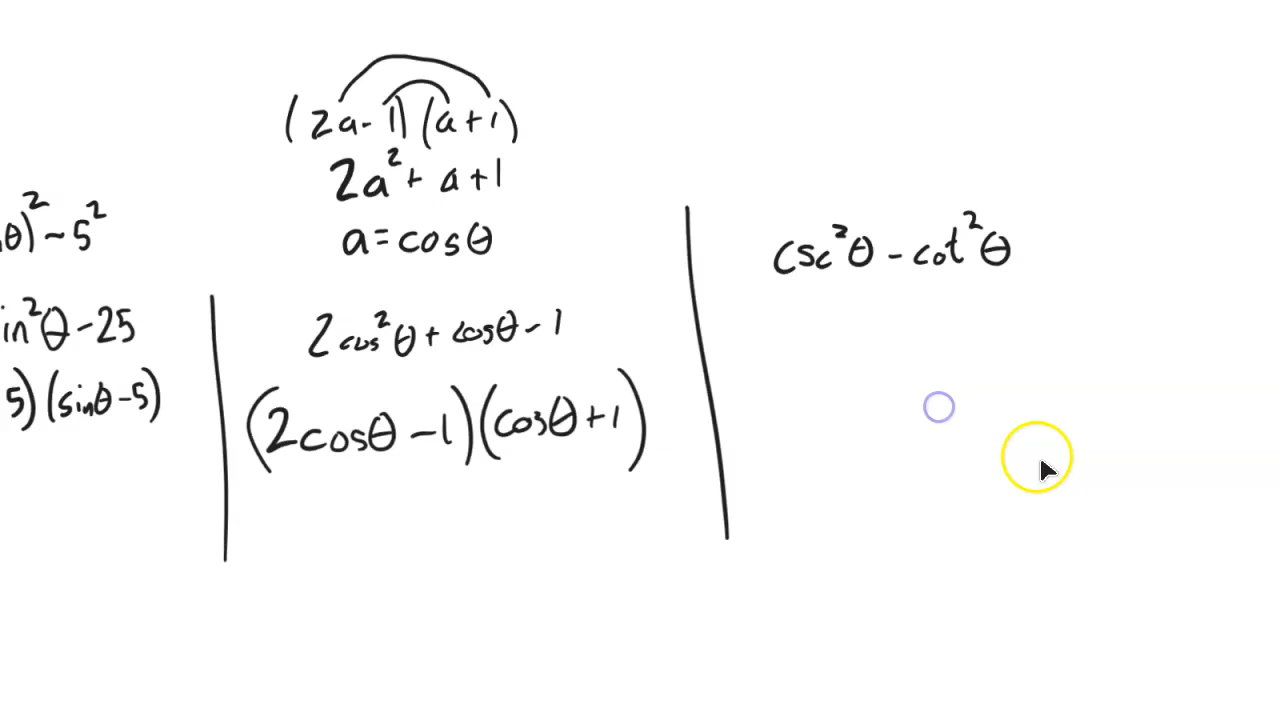 θ)² - 5²
in²θ - 25
5)(sinθ - 5)
(2a - 1)(a + 1)
2a² + a + 1
a = cosθ
2cos²θ + cosθ - 1
(2cosθ - 1)(cosθ + 1)
csc²θ - cot²θ